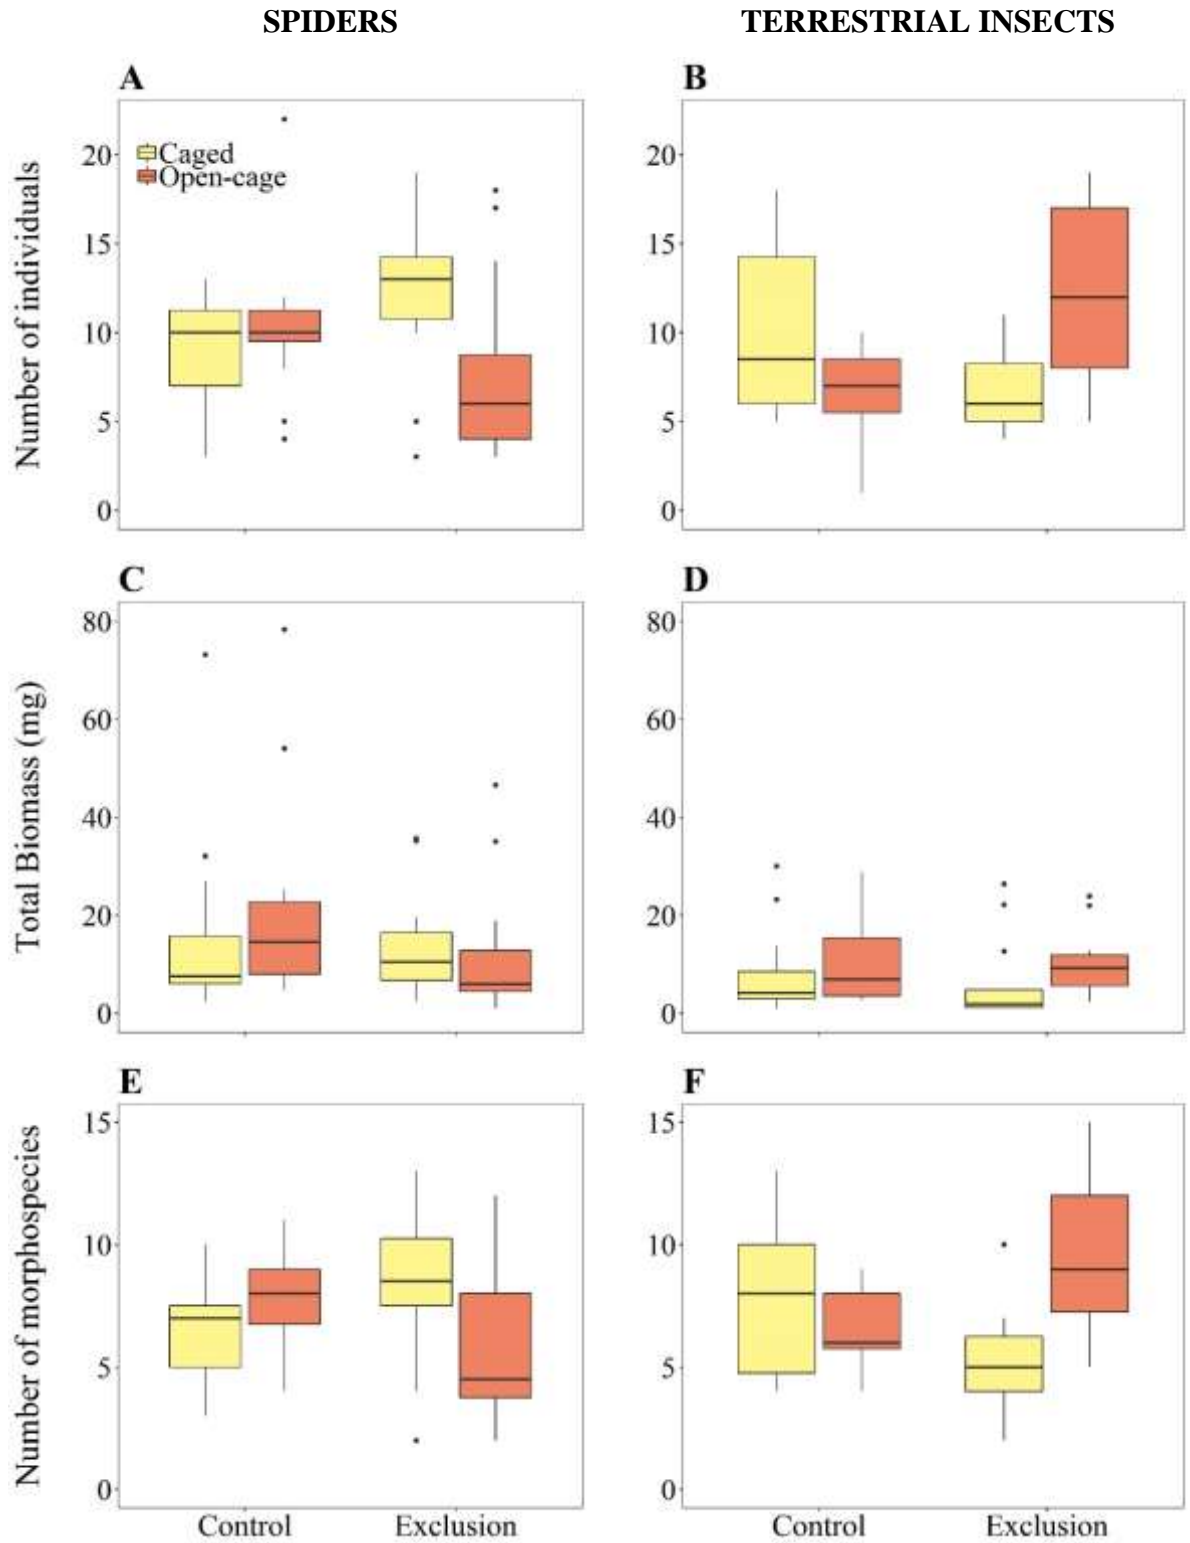 SPIDERS TERRESTRIAL INSECTS
A B
Number of individuals
20
15
10
5
0
Caged
Open-cage
20
15
10
5
0
C D
Total Biomass (mg)
80
60
40
20
0
80
60
40
20
0
E F
Number of morphospecies
15
10
5
0
15
10
5
0
Control Exclusion Control Exclusion